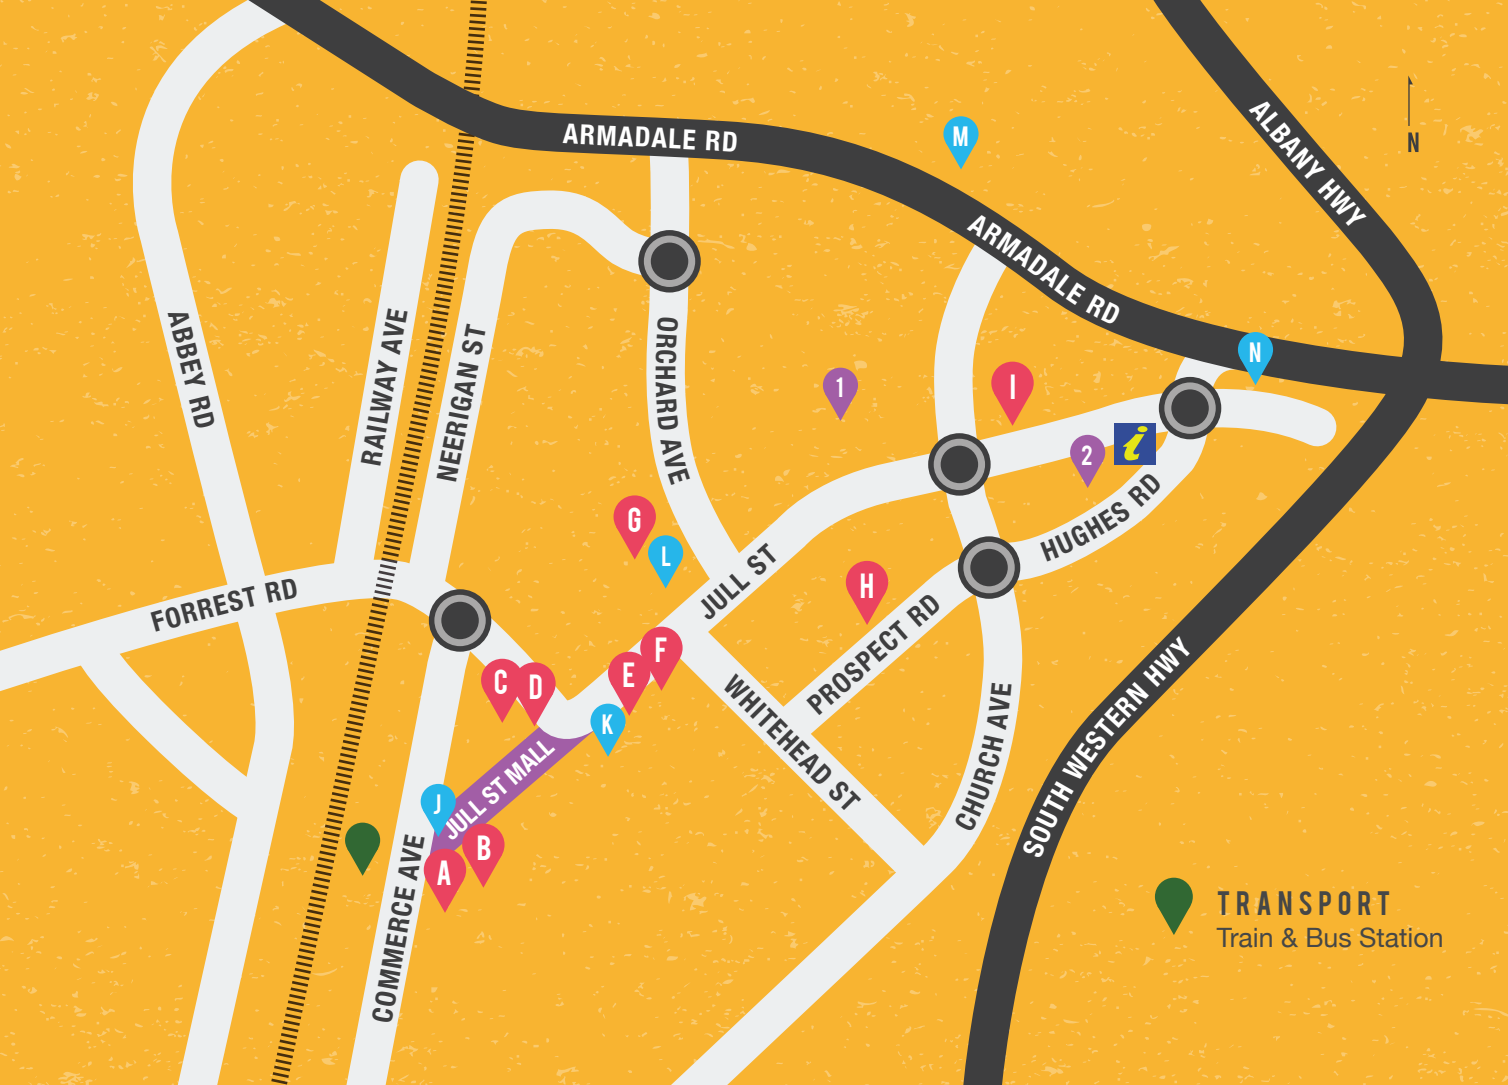 ARMADALE RD
M
ALBANY HWY
N
ARMADALE RD
ABBEY RD
RAILWAY AVE
NEERIGAN ST
ORCHARD AVE
1
I
N
2
i
G
L
HUGHES RD
JULL ST
H
FORREST RD
PROSPECT RD
C
D
E
F
K
WHITEHEAD ST
CHURCH AVE
SOUTH WESTERN HWY
JULL ST MALL
J
B
A
COMMERCE AVE
TRANSPORT
Train & Bus Station